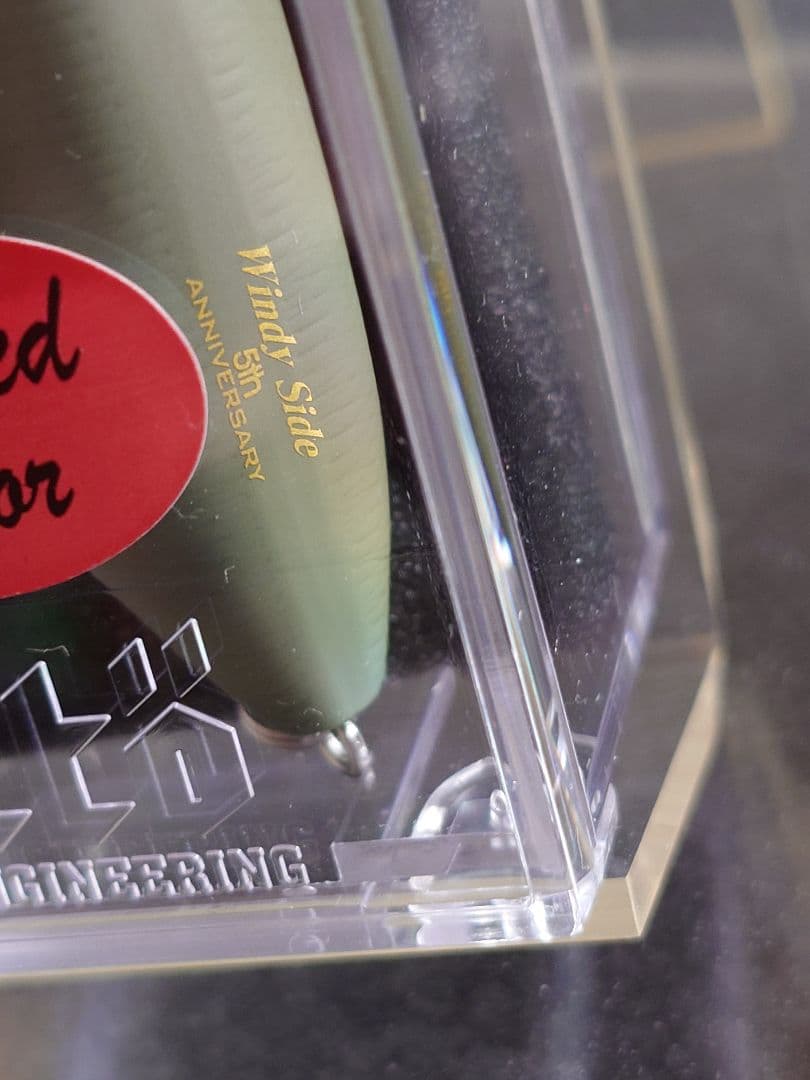 ed
or
Windy Side
5th
ANNIVERSARY
GINEERING